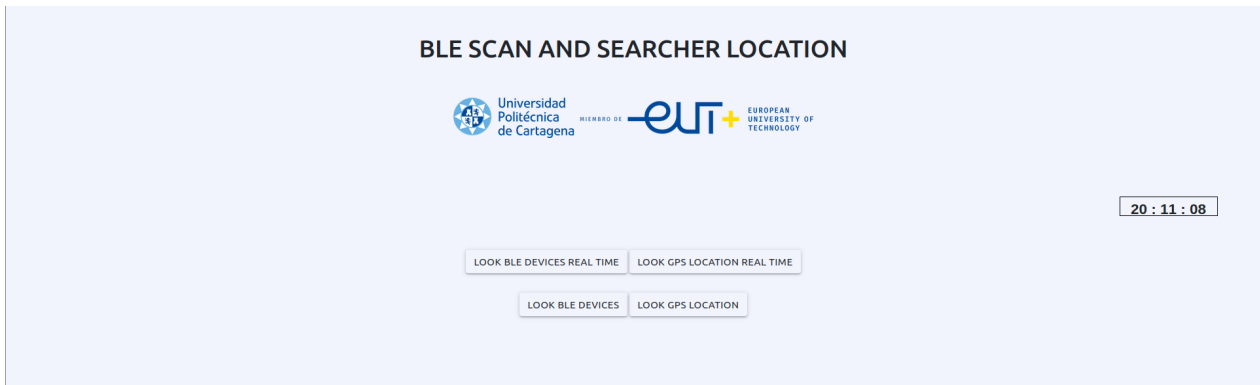 BLE SCAN AND SEARCHER LOCATION
Universidad
Politécnica
de Cartagena
MIEMBRO DE
eut+
EUROPEAN
UNIVERSITY OF
TECHNOLOGY
20 : 11 : 08
LOOK BLE DEVICES REAL TIME LOOK GPS LOCATION REAL TIME
LOOK BLE DEVICES LOOK GPS LOCATION